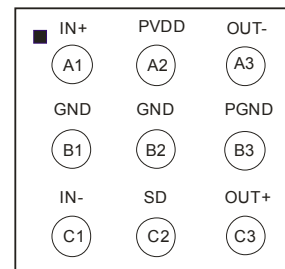 IN+ PVDD OUT-
A1 A2 A3
GND GND PGND
B1 B2 B3
IN- SD OUT+
C1 C2 C3